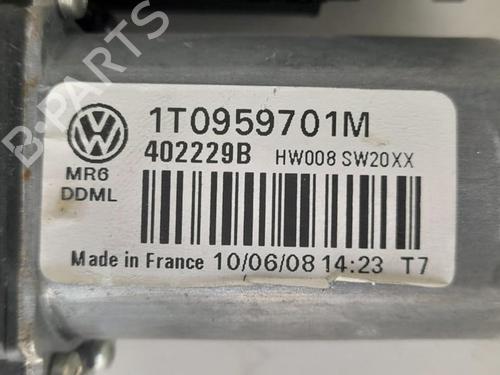 B-Parts
1T0959701M
402229B HW008 SW20XX
MR6
DDML
Made in France 10/06/08 14:23 T7